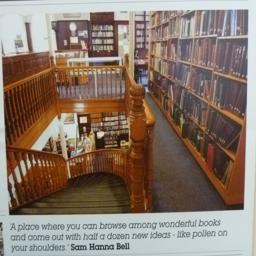 'A place where you can browse among wonderful books
and come out with half a dozen new ideas - like pollen on
your shoulders.' Sam Hanna Bell